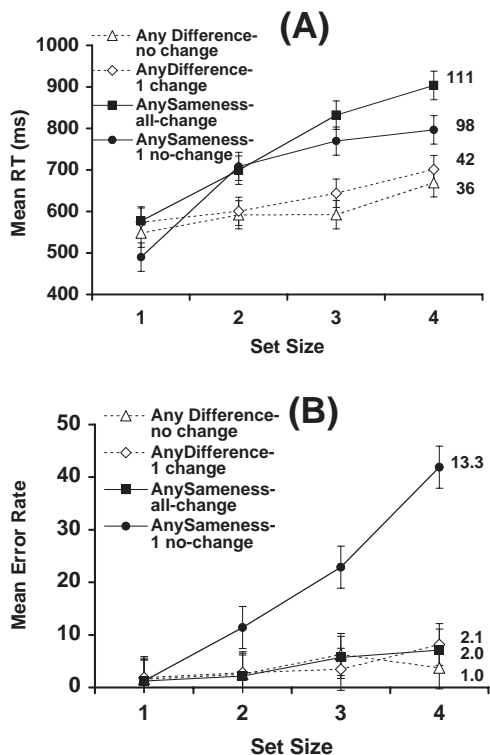 (A)
Any Difference-
no change
AnyDifference-
1 change
AnySameness-
all-change
AnySameness-
1 no-change
Mean RT (ms)
1100
1000
900
800
700
600
500
400
111
98
42
36
1 2 3 4
Set Size
(B)
Any Difference-
no change
AnyDifference-
1 change
AnySameness-
all-change
AnySameness-
1 no-change
Mean Error Rate
50
40
30
20
10
0
13.3
2.1
2.0
1.0
1 2 3 4
Set Size